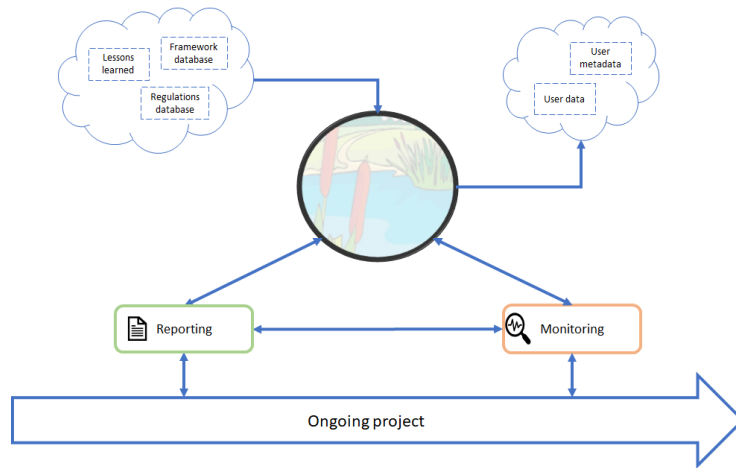 Lessons
learned
Framework
database
Regulations
database
User
metadata
User data
Reporting
Monitoring
Ongoing project